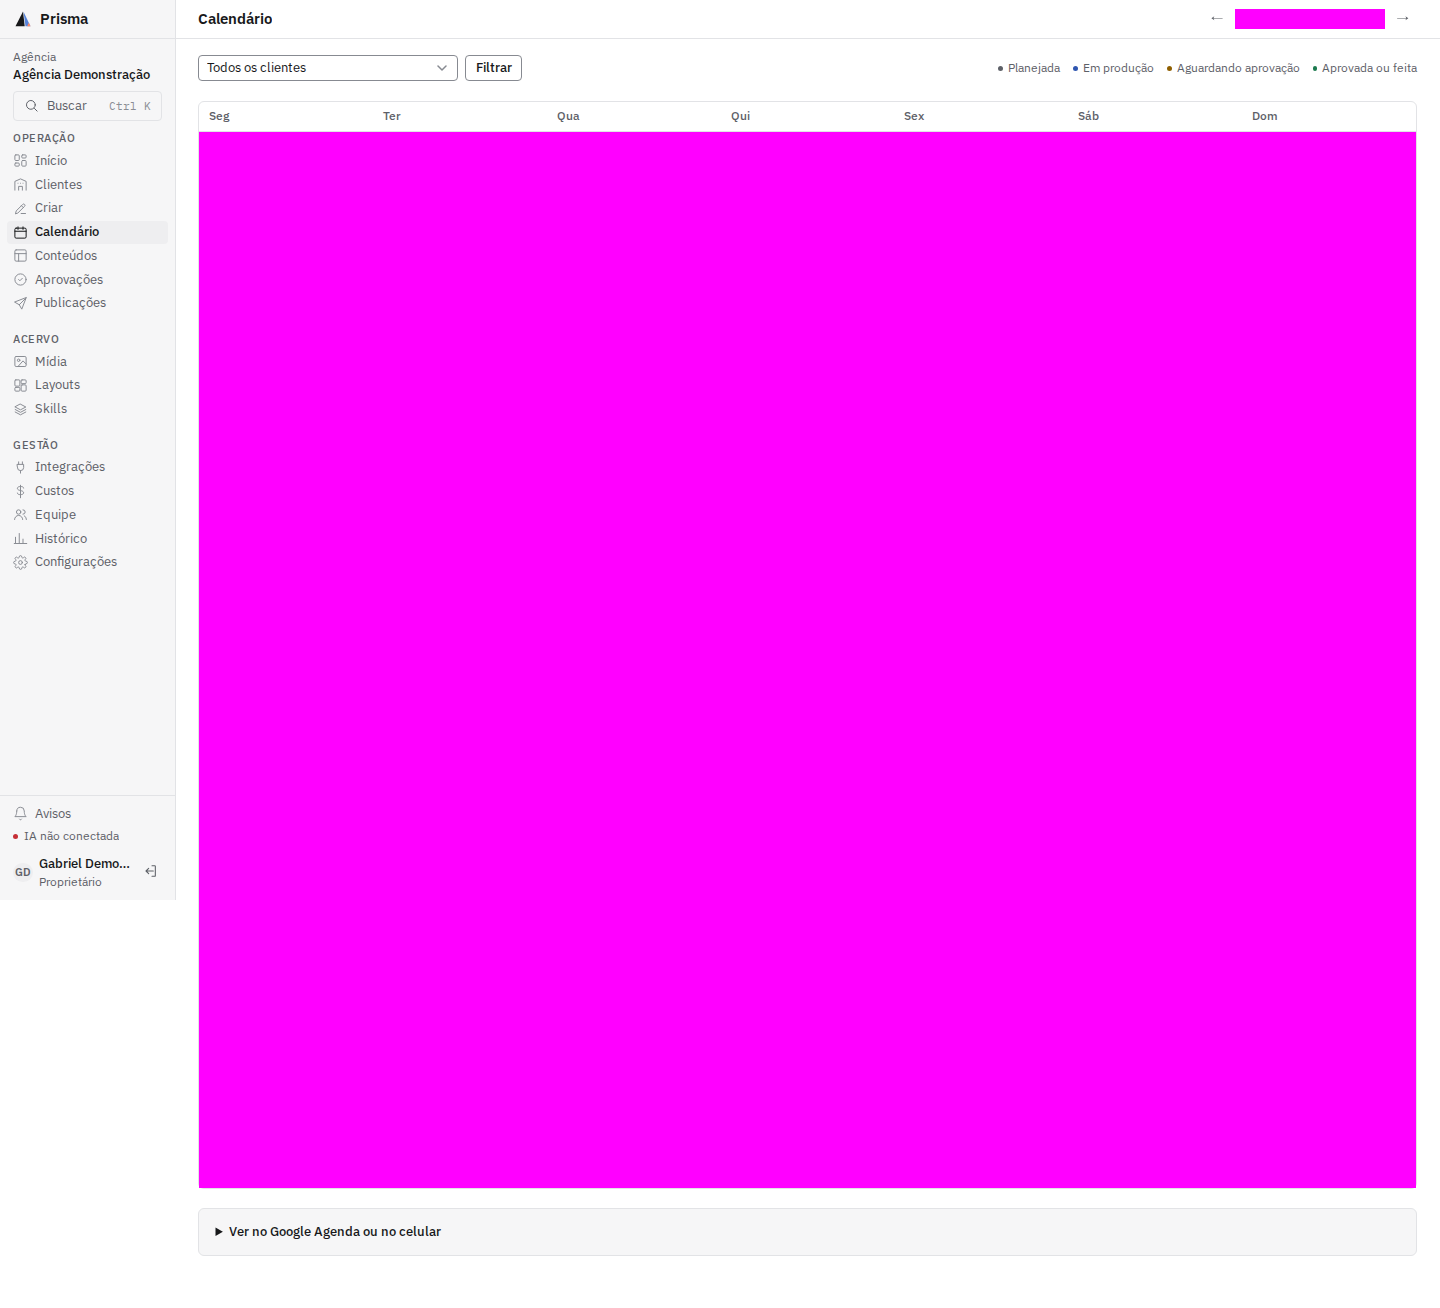 Prisma
Calendário
←
→
Agência
Agência Demonstração
Buscar Ctrl K
Todos os clientes
Filtrar
Planejada
Em produção
Aguardando aprovação
Aprovada ou feita
Seg Ter Qua Qui Sex Sáb Dom
OPERAÇÃO
Início
Clientes
Criar
Calendário
Conteúdos
Aprovações
Publicações
ACERVO
Mídia
Layouts
Skills
GESTÃO
Integrações
Custos
Equipe
Histórico
Configurações
Avisos
IA não conectada
GD
Gabriel Demo...
Proprietário
Ver no Google Agenda ou no celular